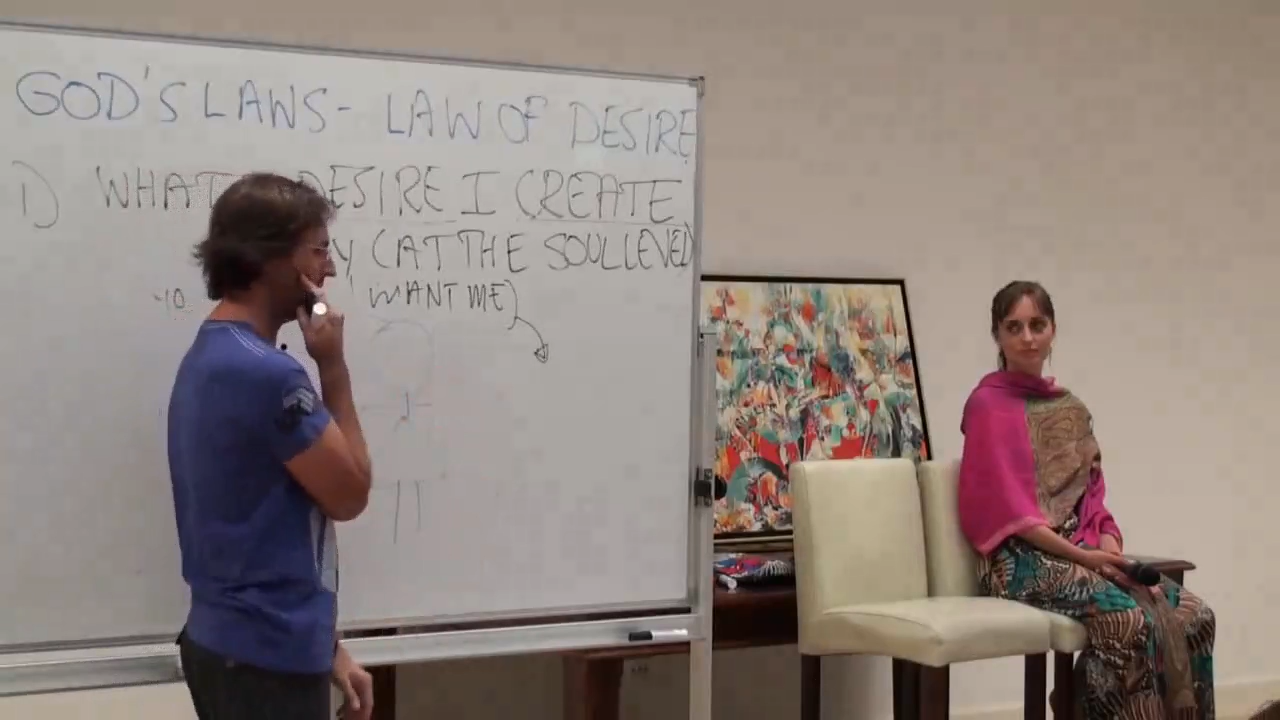 GOD'S LAWS - LAW OF DESIRE
1) WHAT DESIRE I CREATE
(AT THE SOUL LEVEL)
WANT ME)